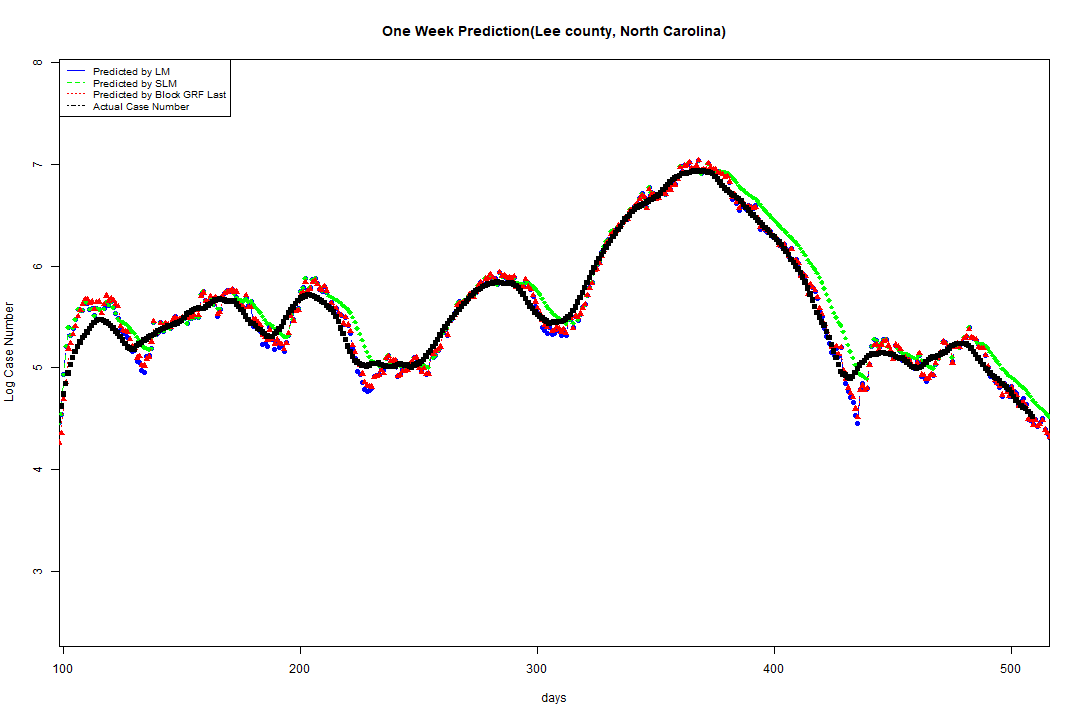 One Week Prediction(Lee county, North Carolina)
Predicted by LM
Predicted by SLM
Predicted by Block GRF Last
Actual Case Number
8
7
6
5
4
3
Log Case Number
100 200 300 400 500
days